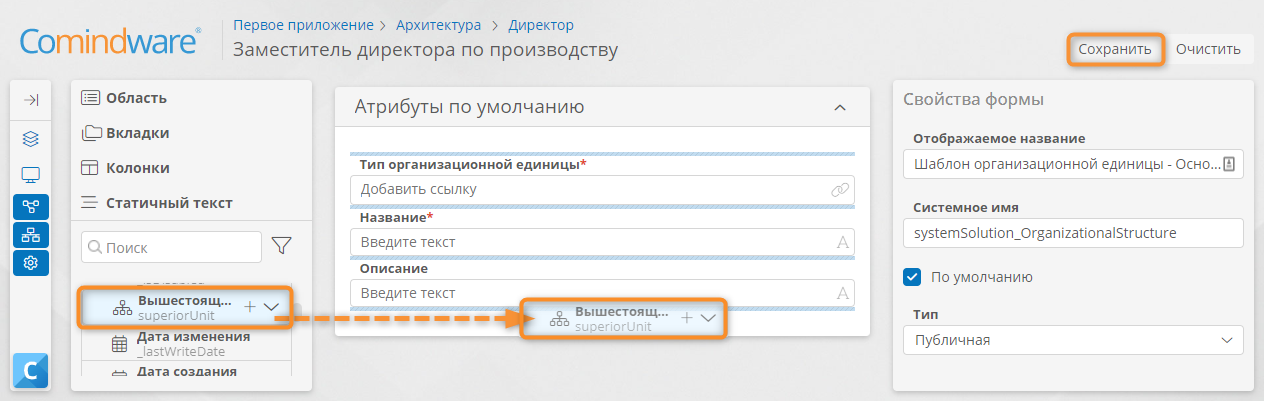 Comindware®
Первое приложение > Архитектура > Директор
Заместитель директора по производству
Сохранить
Очистить
Область
Вкладки
Колонки
Статичный текст
Поиск
Вышестоящ...
superiorUnit
Дата изменения
_lastWriteDate
Дата создания
Атрибуты по умолчанию
Тип организационной единицы*
Добавить ссылку
Название*
Введите текст
A
Описание
Введите текст
A
Вышестоящ...
superiorUnit
Свойства формы
Отображаемое название
Шаблон организационной единицы - Осно...
Системное имя
systemSolution_OrganizationalStructure
По умолчанию
Тип
Публичная
C